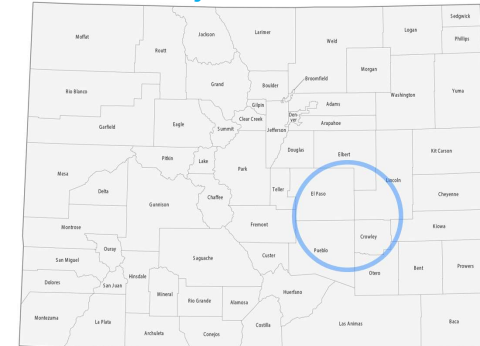 Sedgwick
Moffat
Jackson
Larimer
Logan
Weld
Phillips
Routt
Morgan
Broomfield
Grand
Boulder
Rio Blanco
Yuma
Washington
Gilpin
Adams
Clear Creek
Den-
ver
Arapahoe
Garfield
Eagle
Summit
Jefferson
Douglas
Elbert
Kit Carson
Pitkin
Lake
Park
Mesa
Lincoln
Teller
El Paso
Delta
Cheyenne
Chaffee
Gunnison
Fremont
Montrose
Kiowa
Crowley
Ouray
Pueblo
San Miguel
Saguache
Custer
Bent
Prowers
Otero
Hinsdale
Dolores
San Juan
Mineral
Huerfano
Rio Grande
Alamosa
Montezuma
La Plata
Costilla
Las Animas
Baca
Archuleta
Conejos